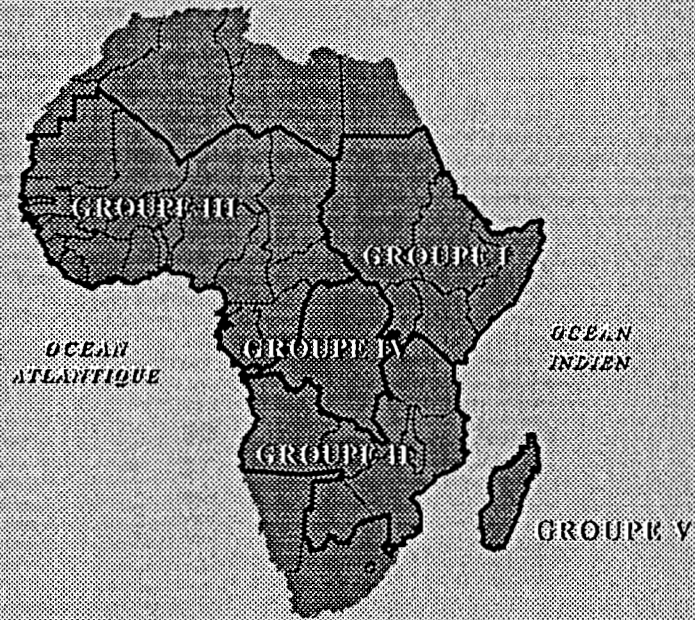 GROUPE III
GROUPE I
OCEAN
INDIEN
OCEAN
ATLANTIQUE
GROUPE IV
GROUPE II
GROUPE V